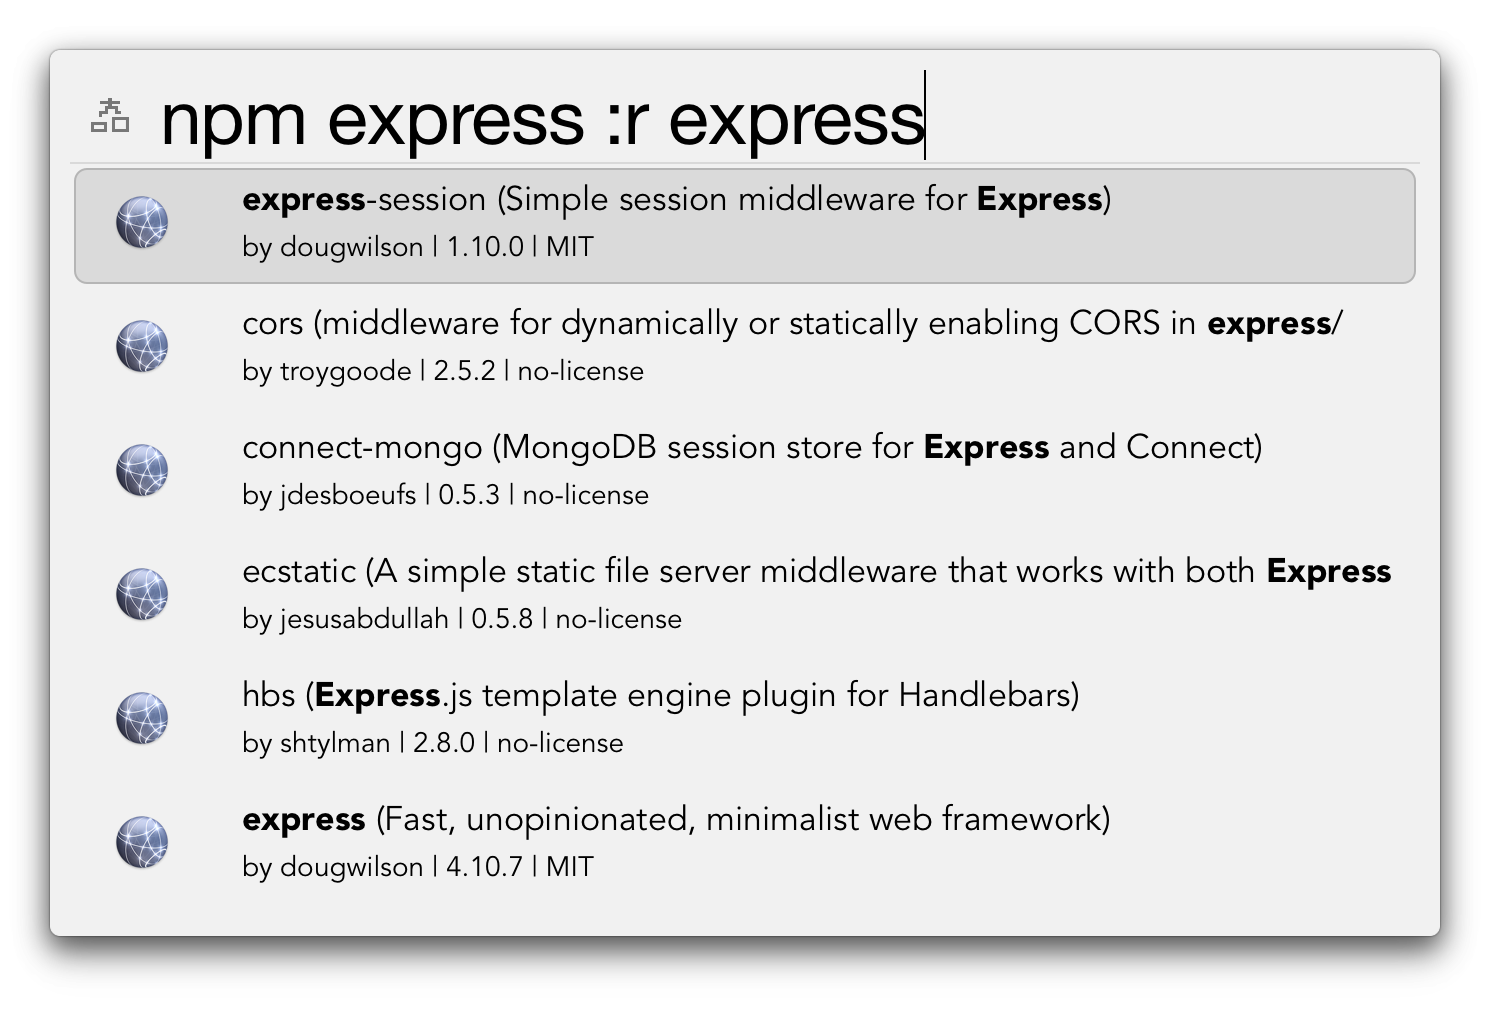 npm express :r express
express-session (Simple session middleware for Express)
by dougwilson | 1.10.0 | MIT
cors (middleware for dynamically or statically enabling CORS in express/
by troygoode | 2.5.2 | no-license
connect-mongo (MongoDB session store for Express and Connect)
by jdesboeufs | 0.5.3 | no-license
ecstatic (A simple static file server middleware that works with both Express
by jesusabdullah | 0.5.8 | no-license
hbs (Express.js template engine plugin for Handlebars)
by shtylman | 2.8.0 | no-license
express (Fast, unopinionated, minimalist web framework)
by dougwilson | 4.10.7 | MIT